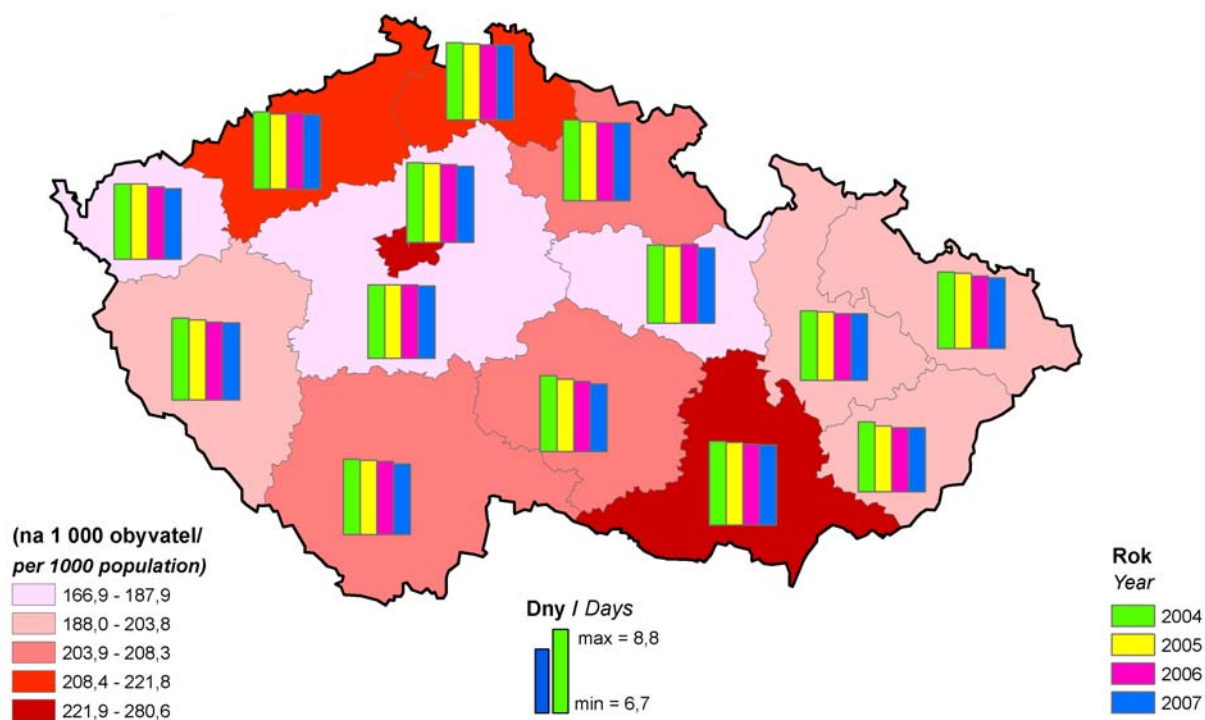 (na 1 000 obyvatel/
per 1000 population)
166,9 - 187,9
188,0 - 203,8
203,9 - 208,3
208,4 - 221,8
221,9 - 280,6
Dny / Days
max = 8,8
min = 6,7
Rok
Year
2004
2005
2006
2007